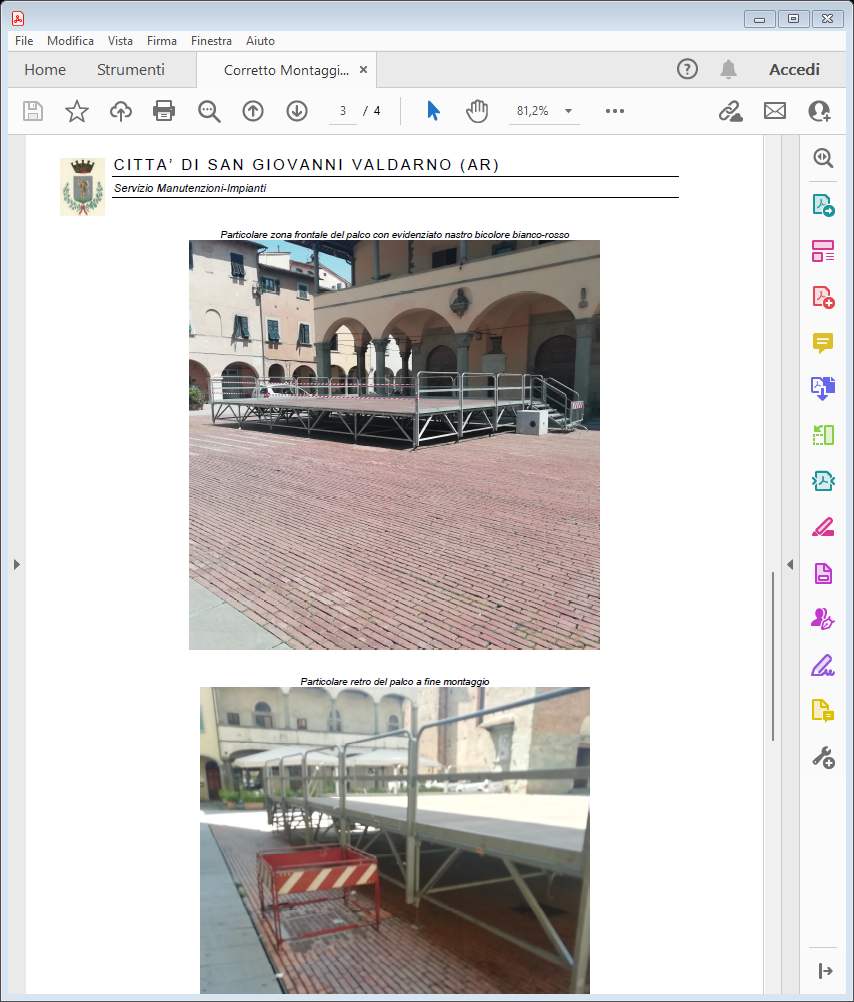 File Modifica Vista Firma Finestra Aiuto
Home Strumenti Corretto Montaggi... × ? Accedi
3 / 4 81,2%
CITTA' DI SAN GIOVANNI VALDARNO (AR)
Servizio Manutenzioni-Impianti
Particolare zona frontale del palco con evidenziato nastro bicolore bianco-rosso
Particolare retro del palco a fine montaggio